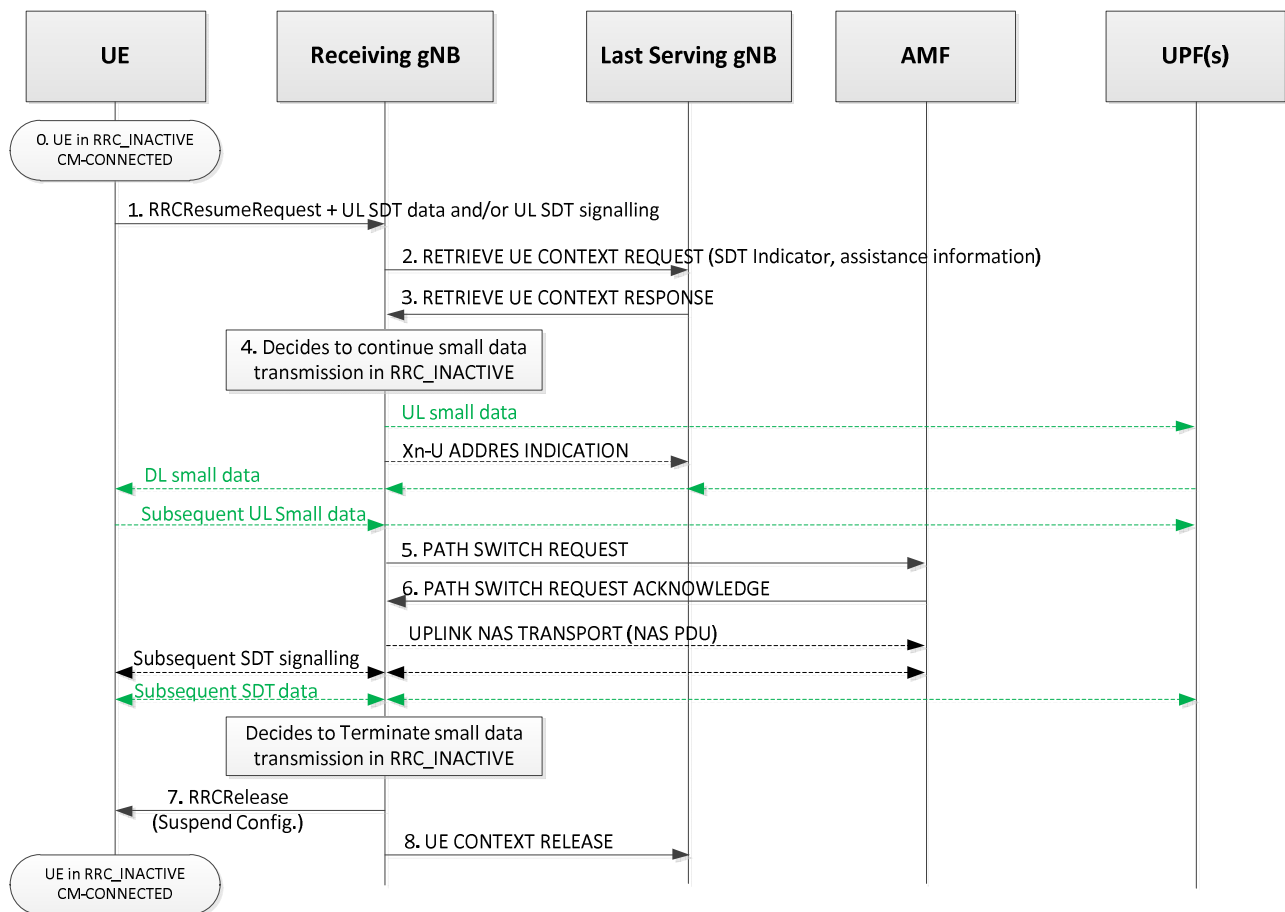 UE
Receiving gNB
Last Serving gNB
AMF
UPF(s)
0. UE in RRC_INACTIVE
CM-CONNECTED
1. RRCResumeRequest + UL SDT data and/or UL SDT signalling
2. RETRIEVE UE CONTEXT REQUEST (SDT Indicator, assistance information)
3. RETRIEVE UE CONTEXT RESPONSE
4. Decides to continue small data
transmission in RRC_INACTIVE
UL small data
Xn-U ADDRES INDICATION
DL small data
Subsequent UL Small data
5. PATH SWITCH REQUEST
6. PATH SWITCH REQUEST ACKNOWLEDGE
UPLINK NAS TRANSPORT (NAS PDU)
Subsequent SDT signalling
Subsequent SDT data
Decides to Terminate small data
transmission in RRC_INACTIVE
7. RRCRelease
(Suspend Config.)
8. UE CONTEXT RELEASE
UE in RRC_INACTIVE
CM-CONNECTED